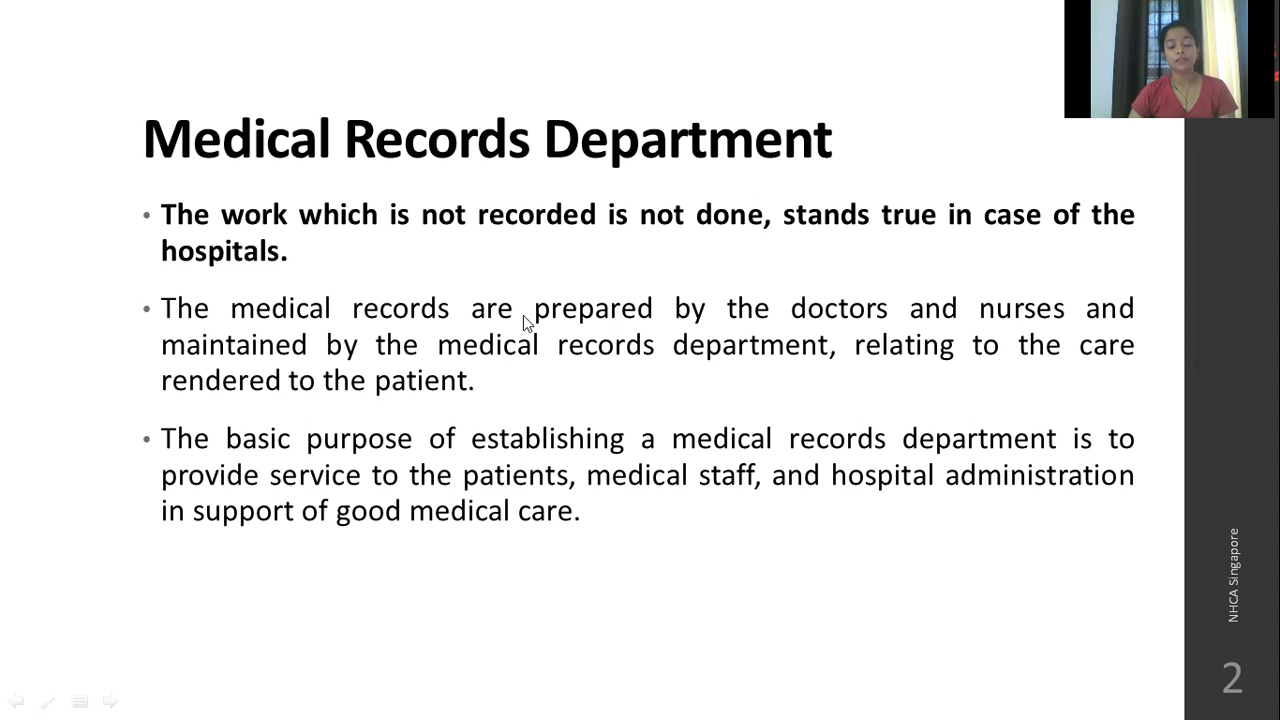 Medical Records Department
• The work which is not recorded is not done, stands true in case of the
hospitals.
• The medical records are prepared by the doctors and nurses and
maintained by the medical records department, relating to the care
rendered to the patient.
• The basic purpose of establishing a medical records department is to
provide service to the patients, medical staff, and hospital administration
in support of good medical care.
NHCA Singapore
2